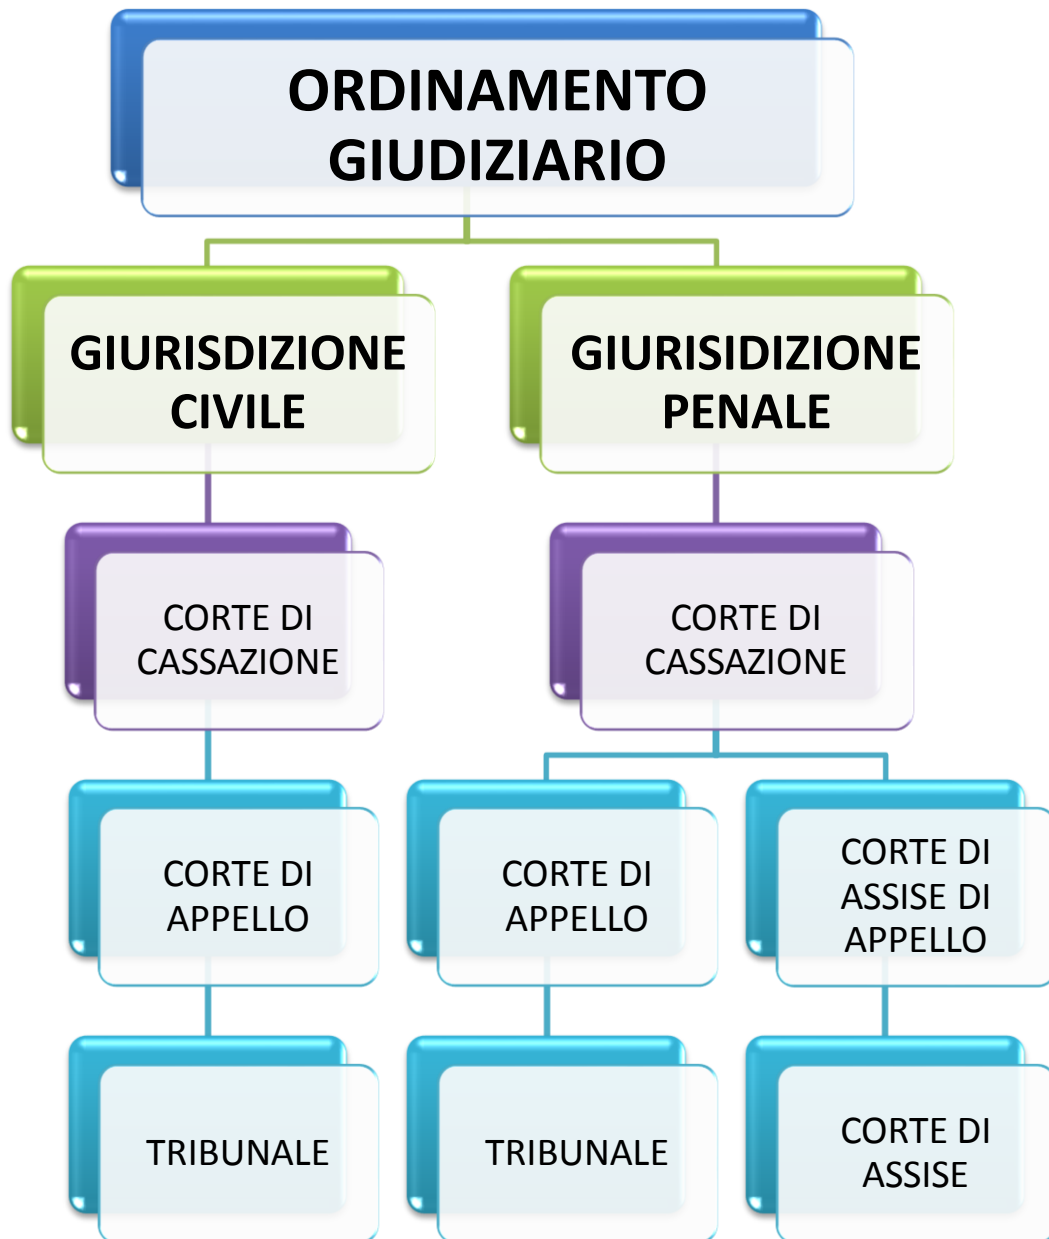 ORDINAMENTO
GIUDIZIARIO
GIURISDIZIONE
CIVILE
GIURISIDIZIONE
PENALE
CORTE DI
CASSAZIONE
CORTE DI
CASSAZIONE
CORTE DI
APPELLO
CORTE DI
APPELLO
CORTE DI
ASSISE DI
APPELLO
TRIBUNALE
TRIBUNALE
CORTE DI
ASSISE